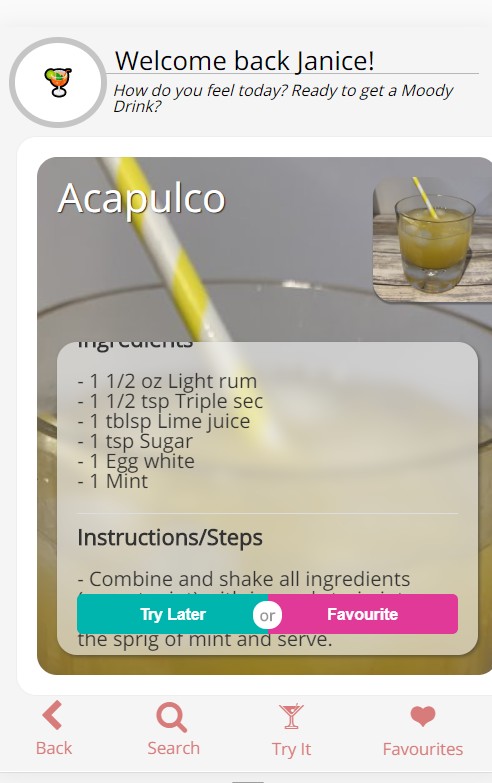 Welcome back Janice!
How do you feel today? Ready to get a Moody
Drink?
Acapulco
Ingredients
- 1 1/2 oz Light rum
- 1 1/2 tsp Triple sec
- 1 tblsp Lime juice
- 1 tsp Sugar
- 1 Egg white
- 1 Mint
Instructions/Steps
- Combine and shake all ingredients
Try Later or Favourite
the sprig of mint and serve.
Back Search Try It Favourites